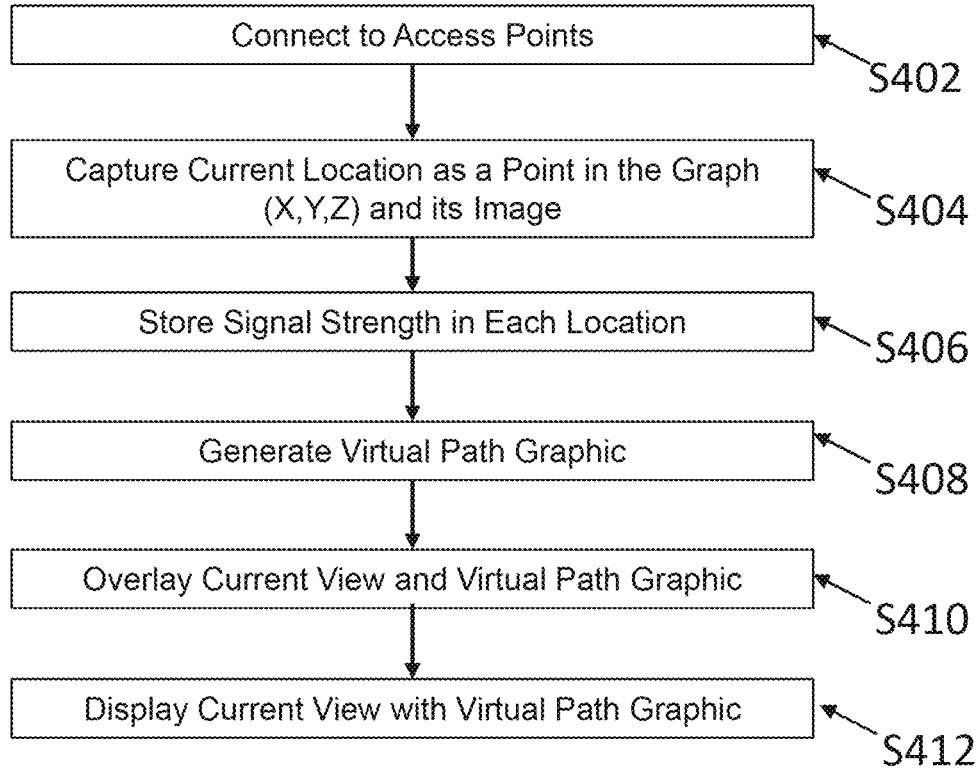 Connect to Access Points
S402
Capture Current Location as a Point in the Graph
(X,Y,Z) and its Image
S404
Store Signal Strength in Each Location
S406
Generate Virtual Path Graphic
S408
Overlay Current View and Virtual Path Graphic
S410
Display Current View with Virtual Path Graphic
S412